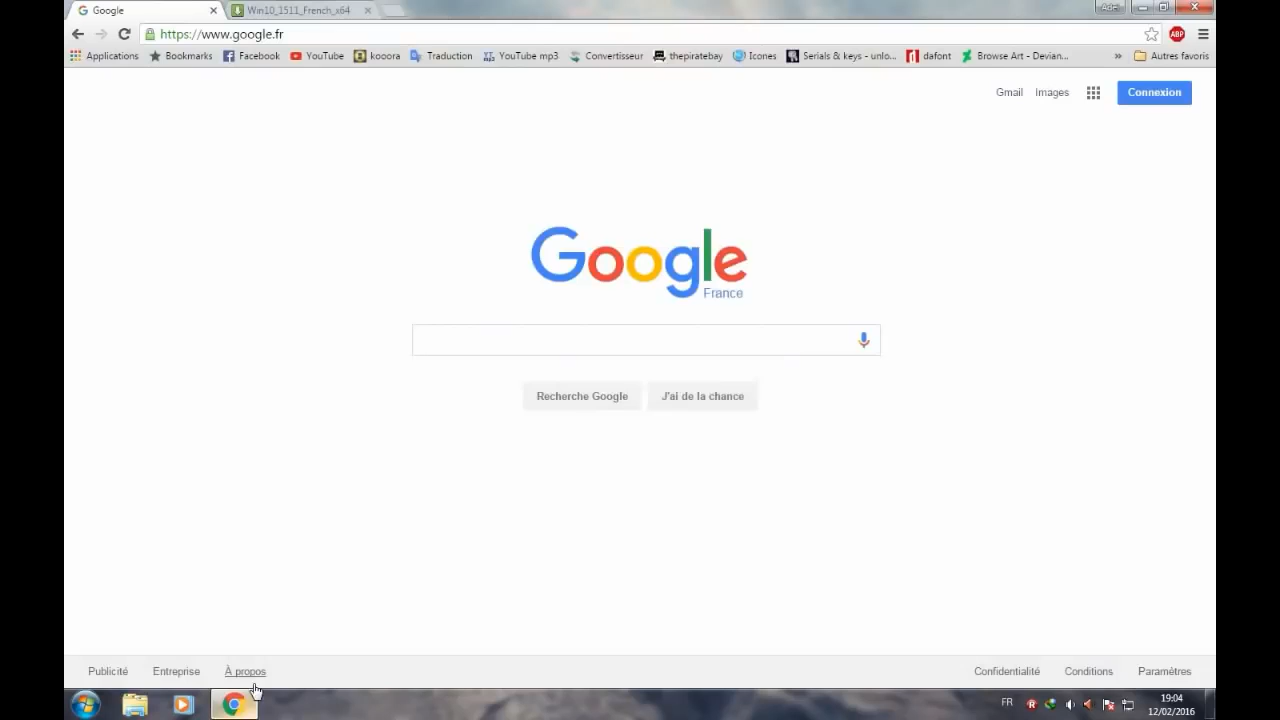 Google
Win10_1511_French_x64
https://www.google.fr
ABP
Applications
Bookmarks
Facebook
YouTube
kooora
Traduction
YouTube mp3
Convertisseur
thepiratebay
Icones
Serials & keys - unlo...
dafont
Browse Art - Devian...
»
Autres favoris
Gmail
Images
Connexion
Google
France
Recherche Google
J'ai de la chance
Publicité
Entreprise
À propos
Confidentialité
Conditions
Paramètres
FR
19:04
12/02/2016